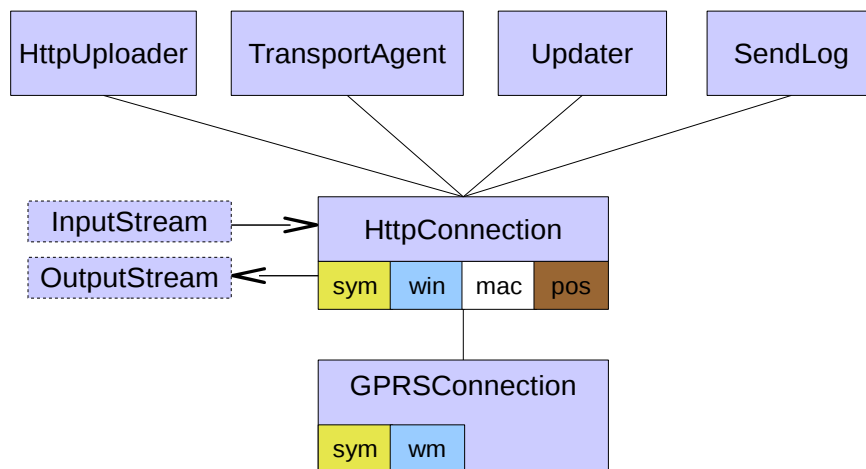 HttpUploader
TransportAgent
Updater
SendLog
InputStream
HttpConnection
OutputStream
sym
win
mac
pos
GPRSConnection
sym
wm